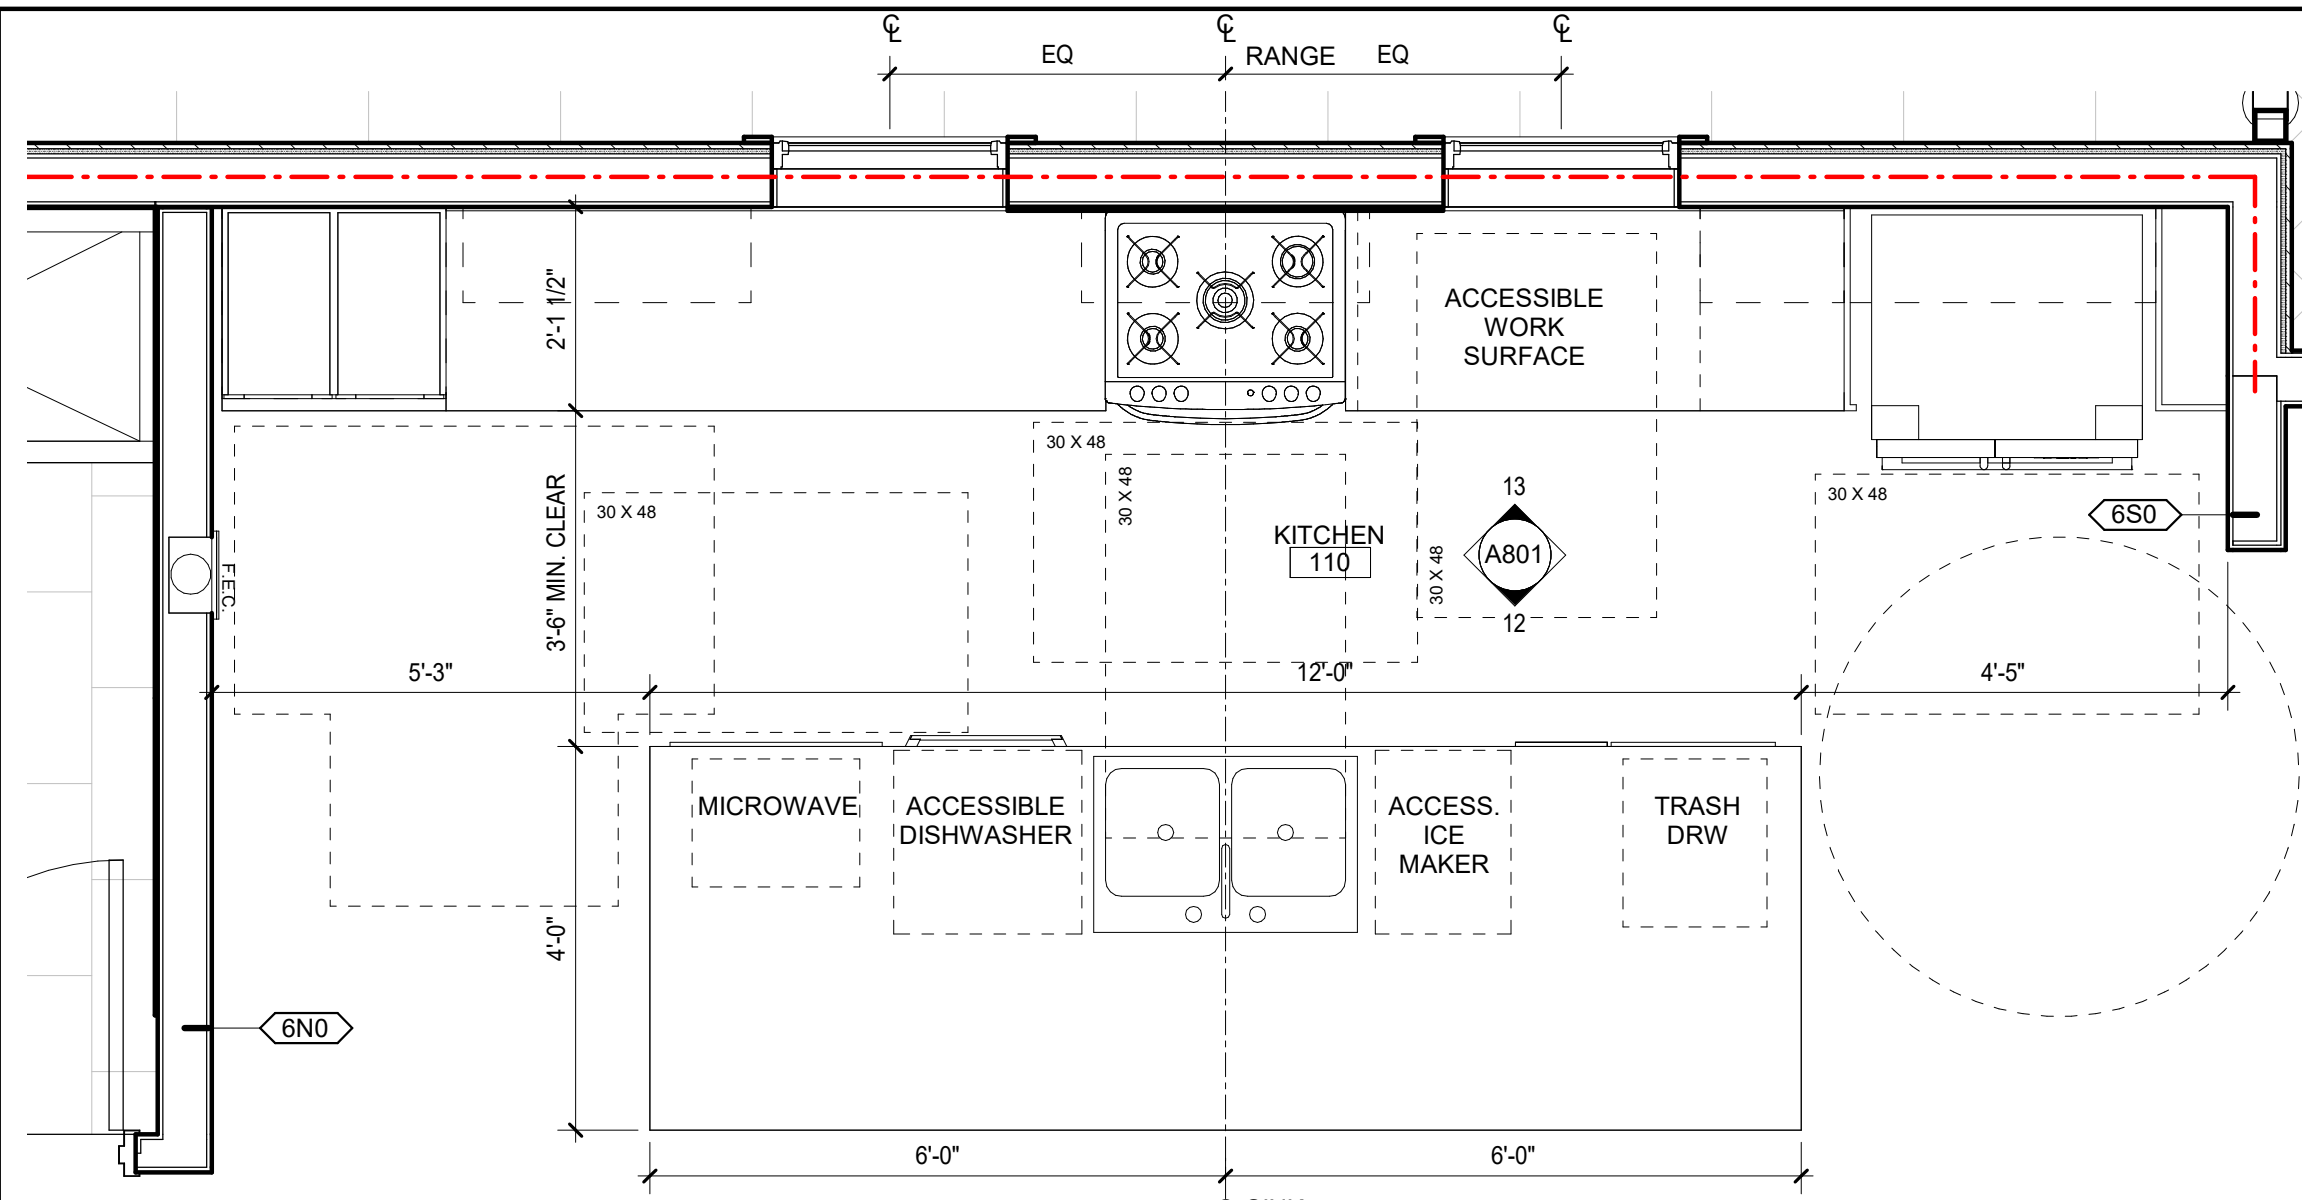 ℄ ℄ ℄
EQ RANGE EQ
2'-1 1/2"
ACCESSIBLE
WORK
SURFACE
30 X 48
30 X 48
30 X 48
30 X 48
30 X 48
3'-6" MIN. CLEAR
KITCHEN
110
13
A801
12
6S0
F.E.C.
5'-3" 12'-0" 4'-5"
MICROWAVE
ACCESSIBLE
DISHWASHER
ACCESS.
ICE
MAKER
TRASH
DRW
4'-0"
6N0
6'-0" 6'-0"